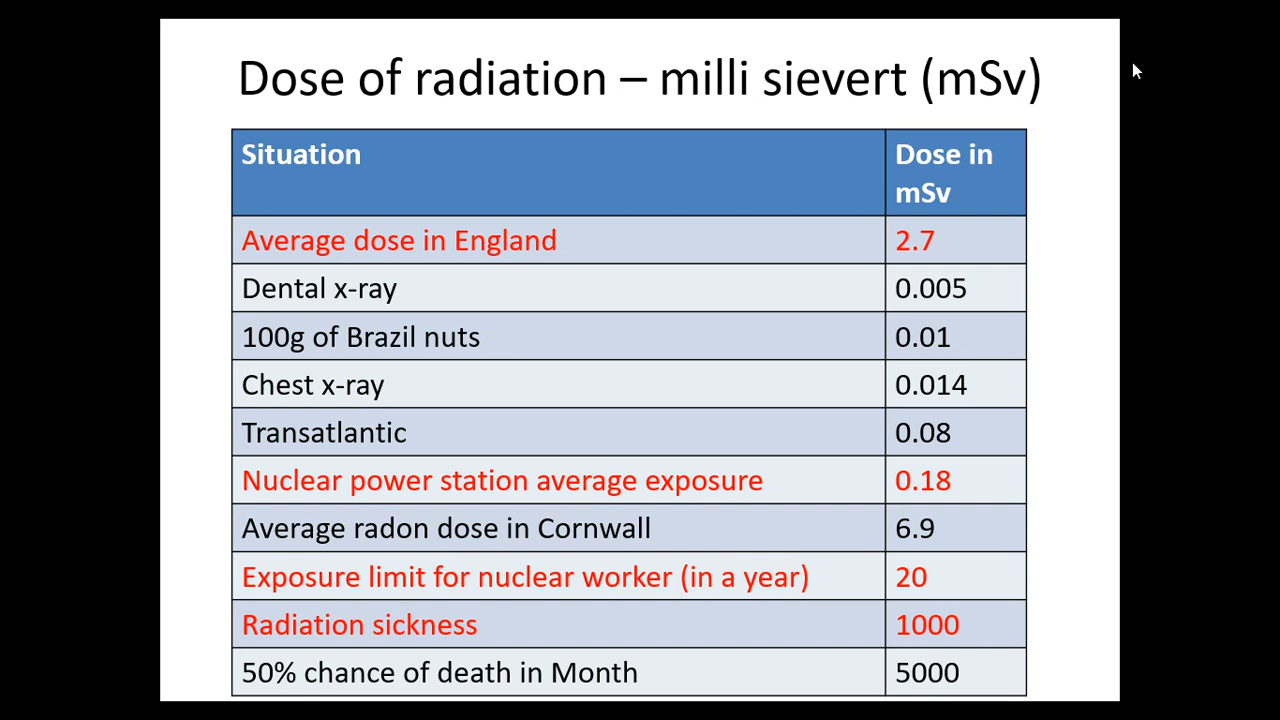 Dose of radiation – milli sievert (mSv)
Situation Dose in
mSv
Average dose in England 2.7
Dental x-ray 0.005
100g of Brazil nuts 0.01
Chest x-ray 0.014
Transatlantic 0.08
Nuclear power station average exposure 0.18
Average radon dose in Cornwall 6.9
Exposure limit for nuclear worker (in a year) 20
Radiation sickness 1000
50% chance of death in Month 5000